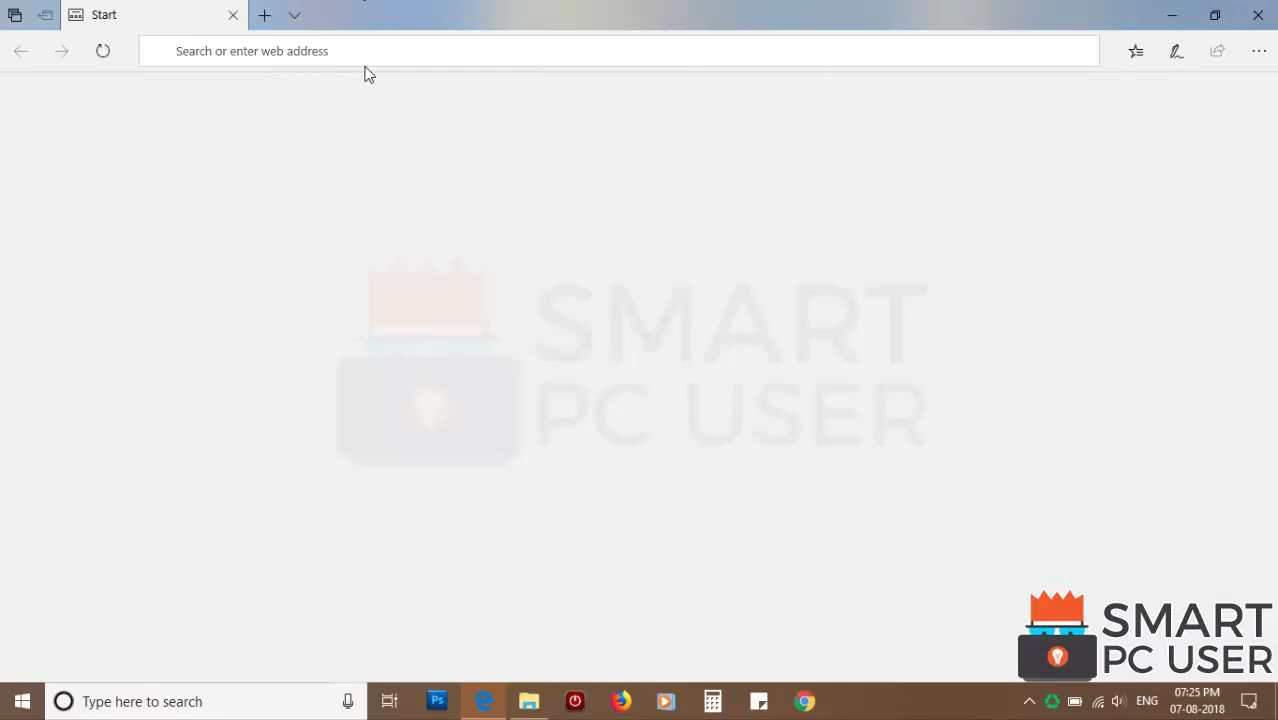 Start
Search or enter web address
SMART
PC USER
SMART
PC USER
Type here to search
Ps
ENG
07:25 PM
07-08-2018